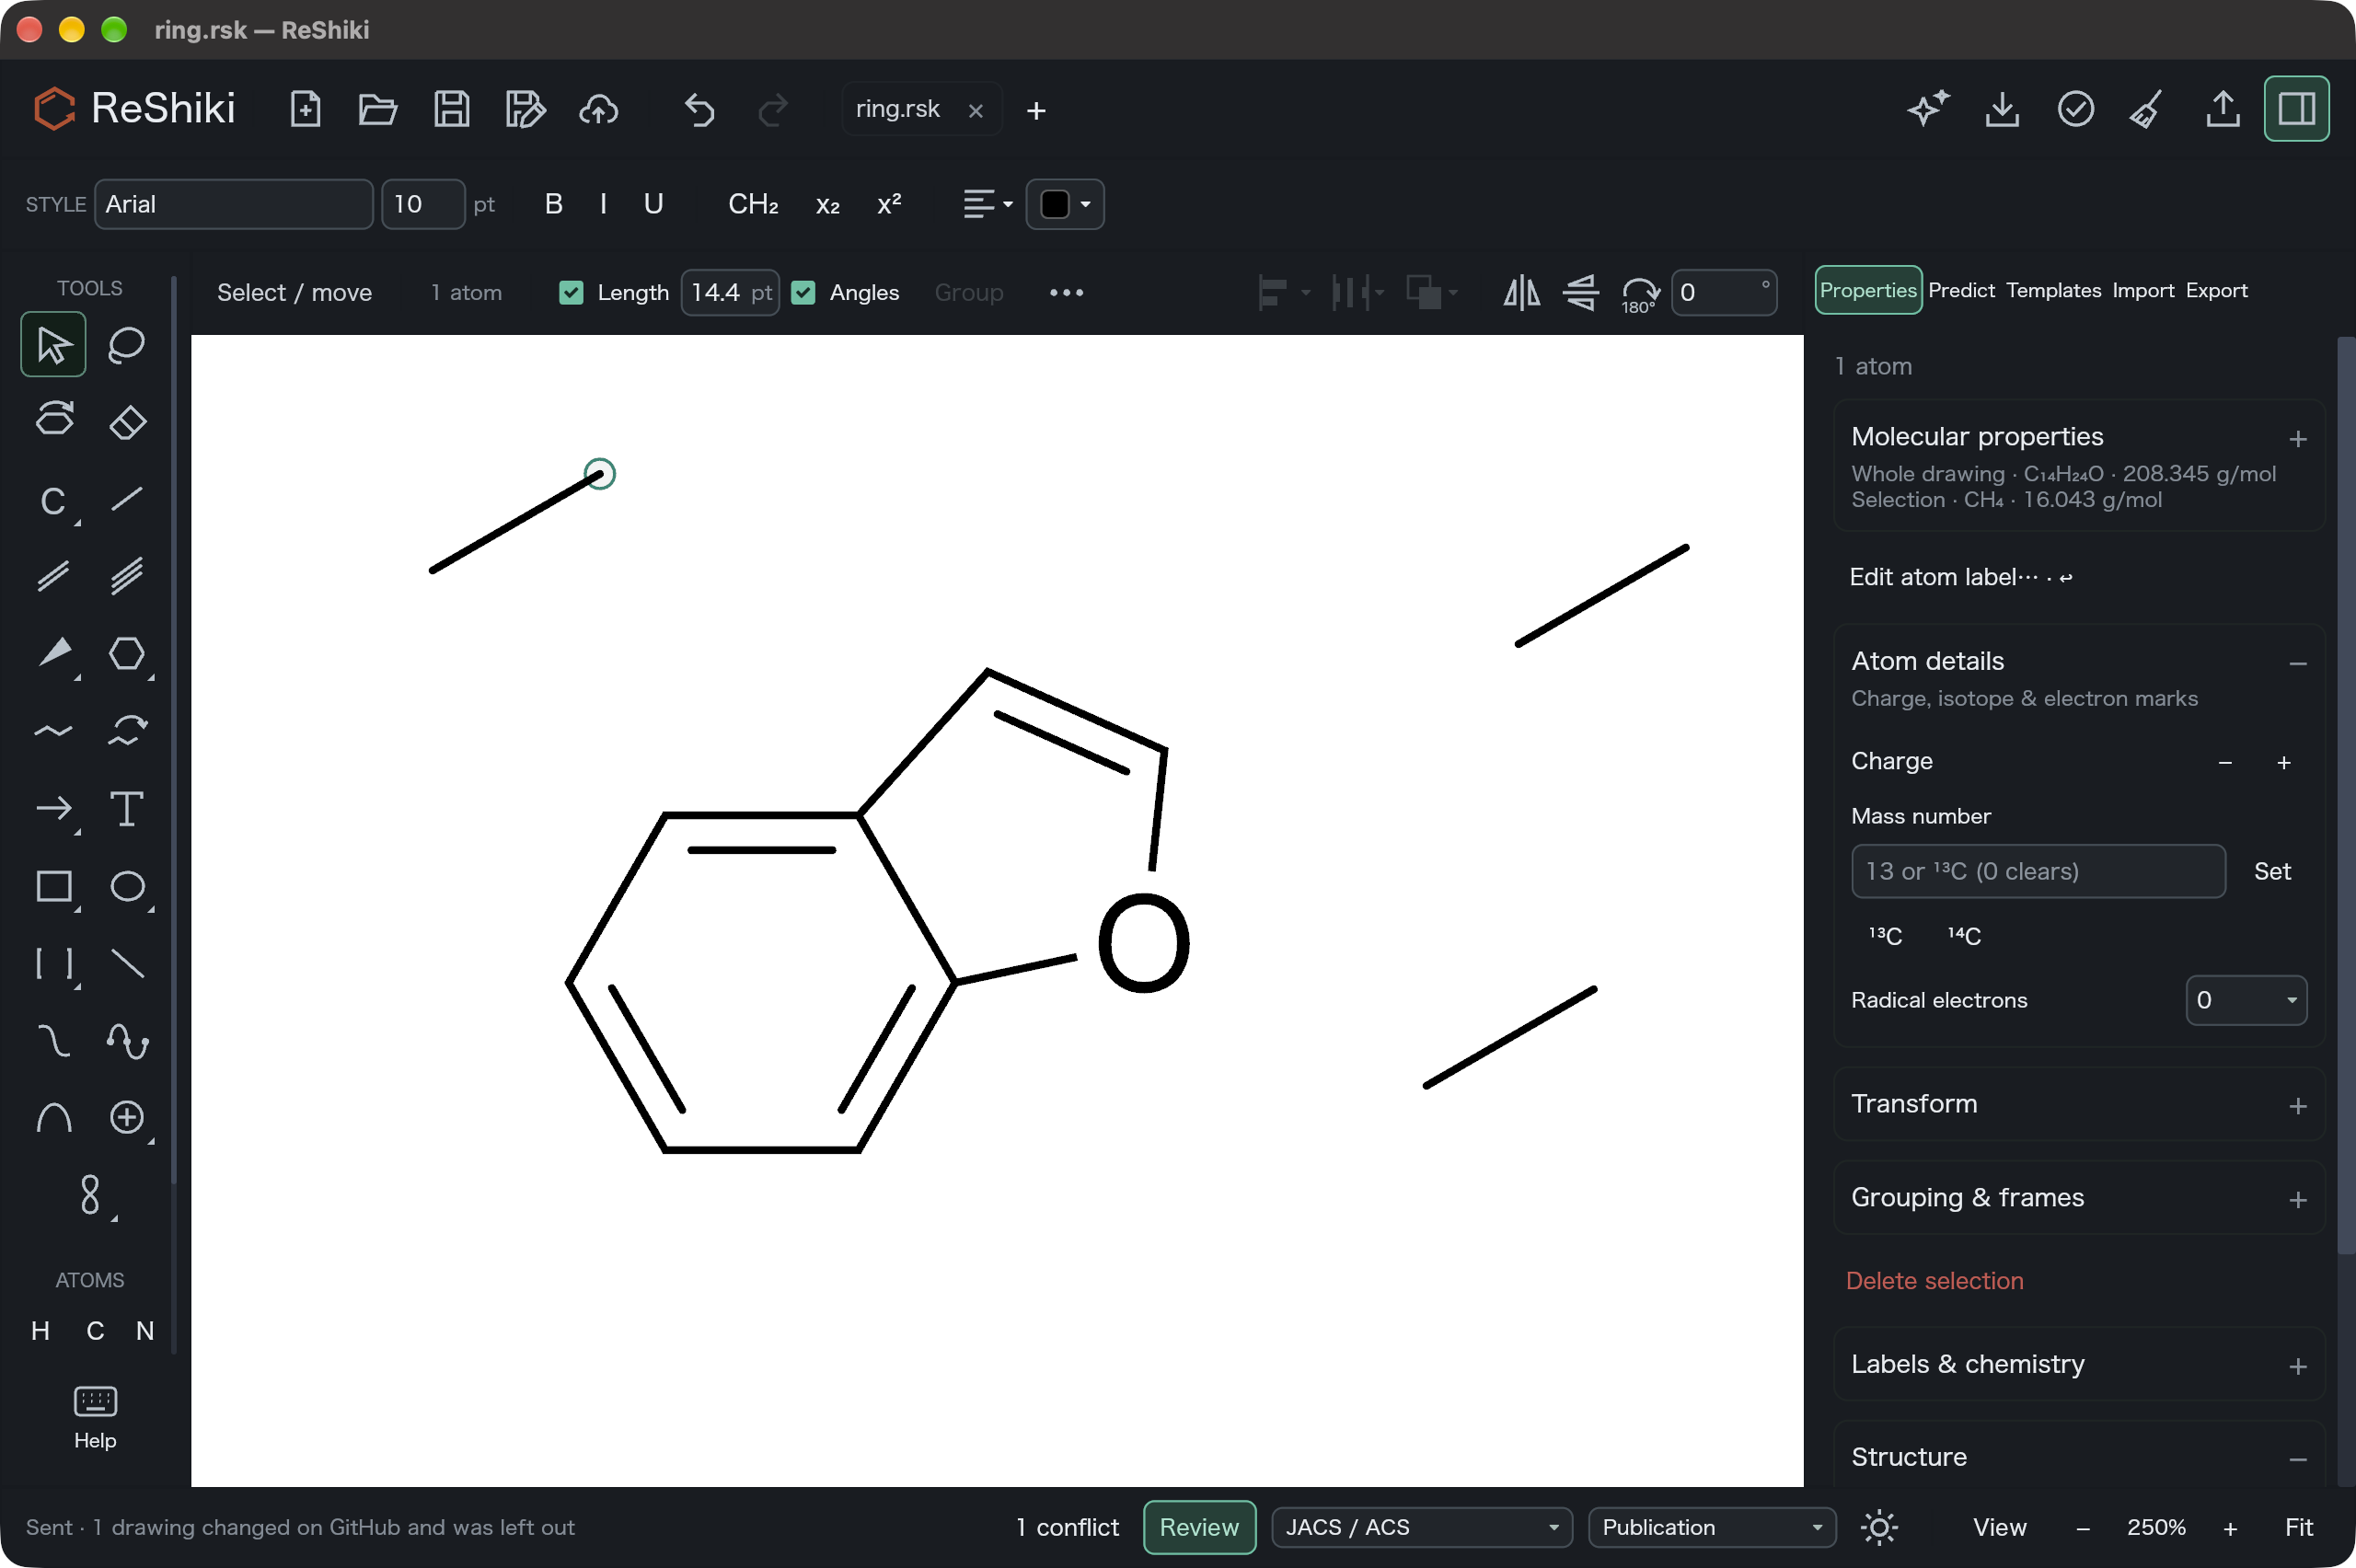 ring.rsk — ReShiki
ReShiki
ring.rsk × +
STYLE Arial 10 pt B I U CH₂ x₂ x²
TOOLS
Select / move 1 atom Length 14.4 pt Angles Group ••• 180° 0 °
Properties Predict Templates Import Export
1 atom
Molecular properties +
Whole drawing · C₁₄H₂₄O · 208.345 g/mol
Selection · CH₄ · 16.043 g/mol
Edit atom label··· · ↩
Atom details −
Charge, isotope & electron marks
Charge − +
Mass number
13 or ¹³C (0 clears) Set
¹³C ¹⁴C
Radical electrons 0
Transform +
Grouping & frames +
Delete selection
Labels & chemistry +
Structure −
C
T
[ ]
O
ATOMS
H C N
Help
Sent · 1 drawing changed on GitHub and was left out
1 conflict Review JACS / ACS Publication View − 250% + Fit